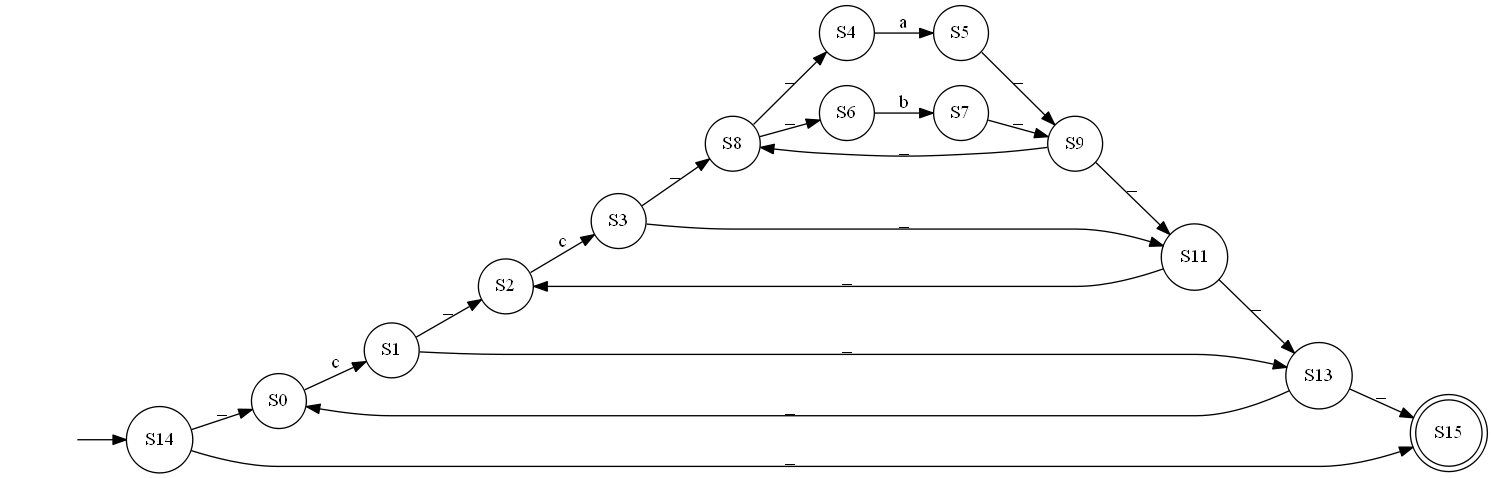 S4 a S5
_ _
S6 b S7
_ _
S8 S9
_
_ _
S3
c _
S11
S2 _
_ _
S1 _
c S13
S0 _
_ _
S14 S15
_